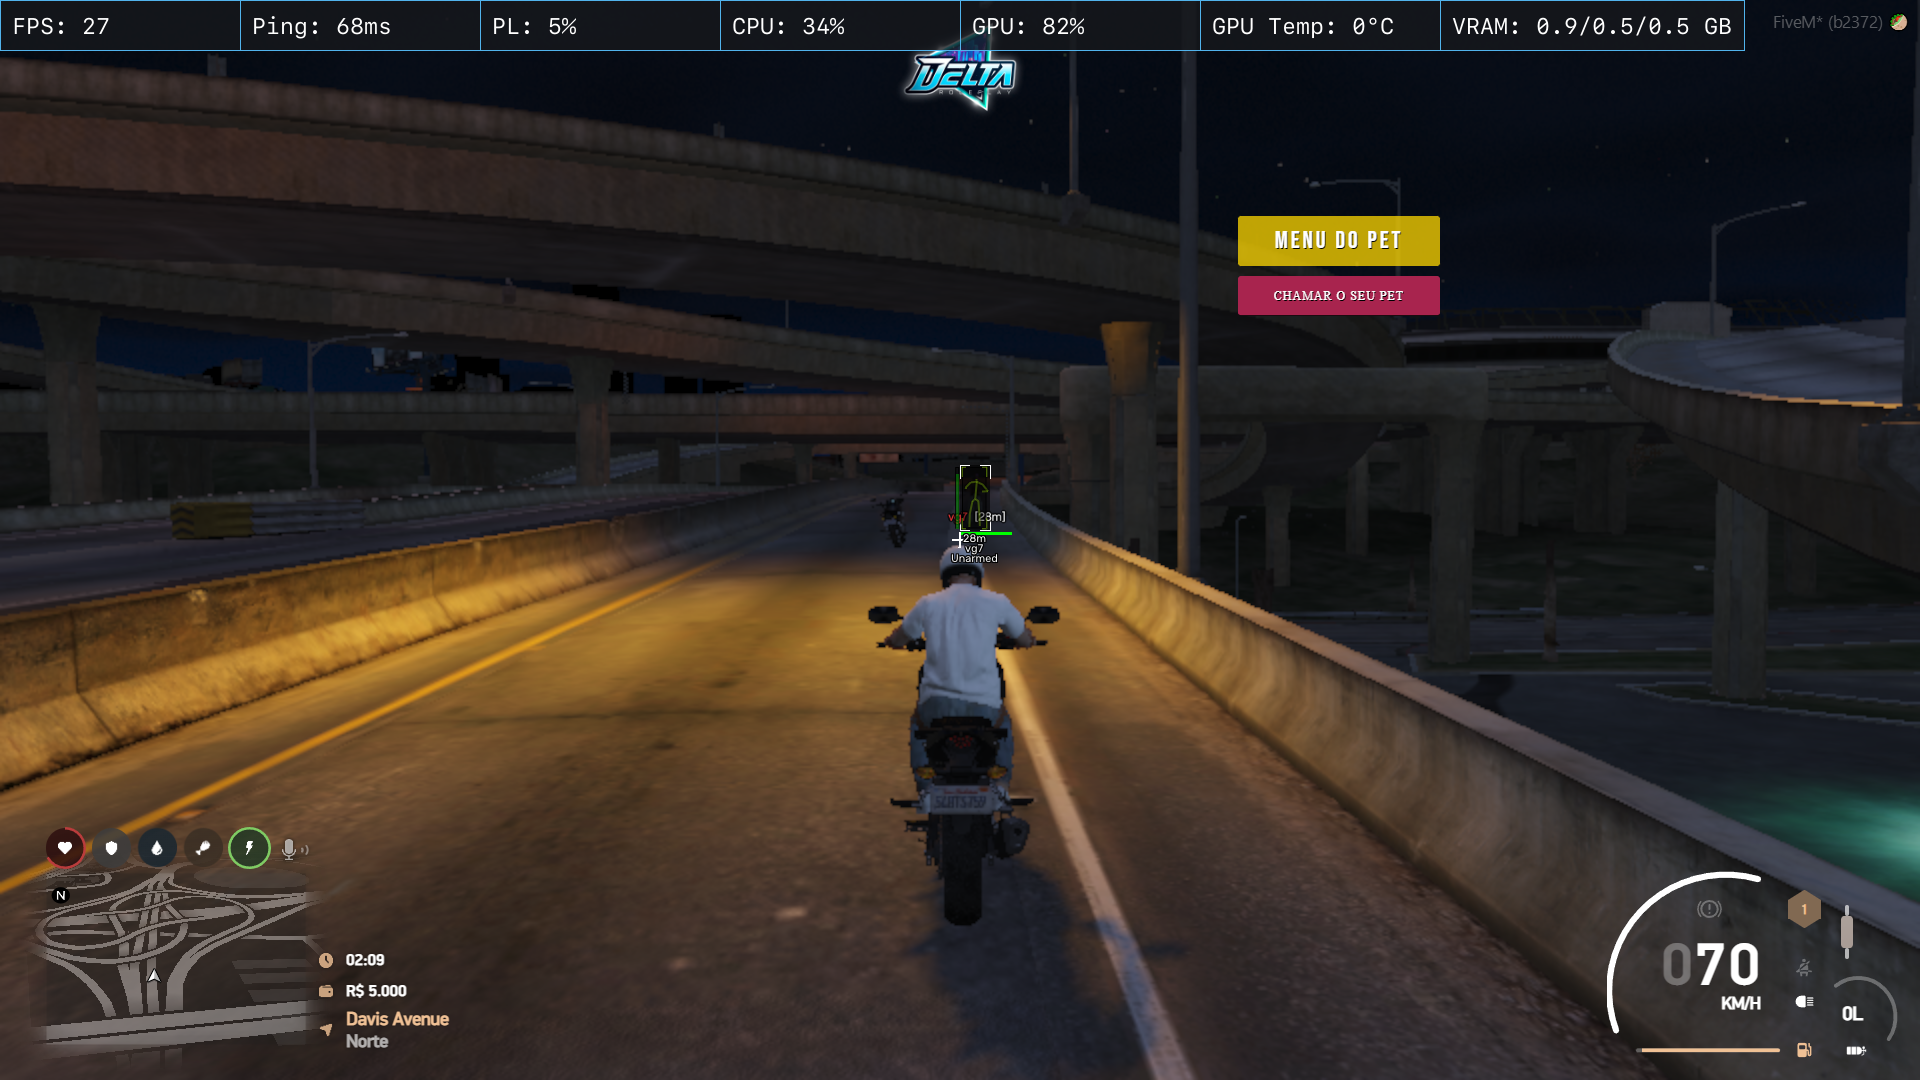 FPS: 27
Ping: 68ms
PL: 5%
CPU: 34%
GPU: 82%
GPU Temp: 0°C
VRAM: 0.9/0.5/0.5 GB
FiveM* (b2372)
DELTA
ROLEPLAY
MENU DO PET
CHAMAR O SEU PET
vg7 [28m]
28m
vg7
Unarmed
N
02:09
R$ 5.000
Davis Avenue
Norte
1
070
KM/H
0L